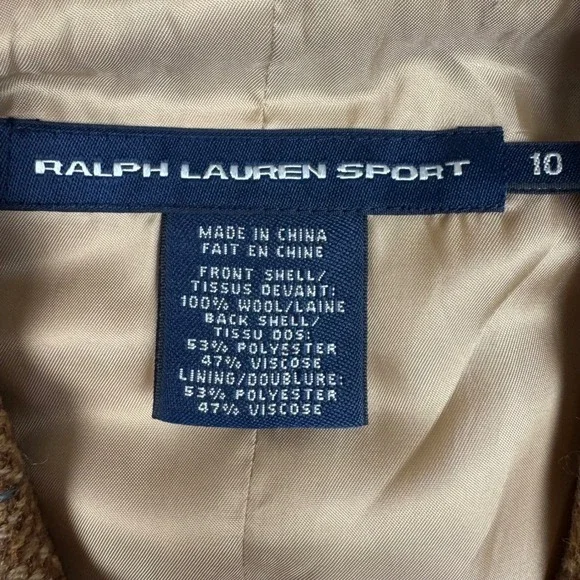 RALPH LAUREN SPORT 10
MADE IN CHINA
FAIT EN CHINE
FRONT SHELL/
TISSUS DEVANT:
100% WOOL/LAINE
BACK SHELL/
TISSU DOS:
53% POLYESTER
47% VISCOSE
LINING/DOUBLURE:
53% POLYESTER
47% VISCOSE